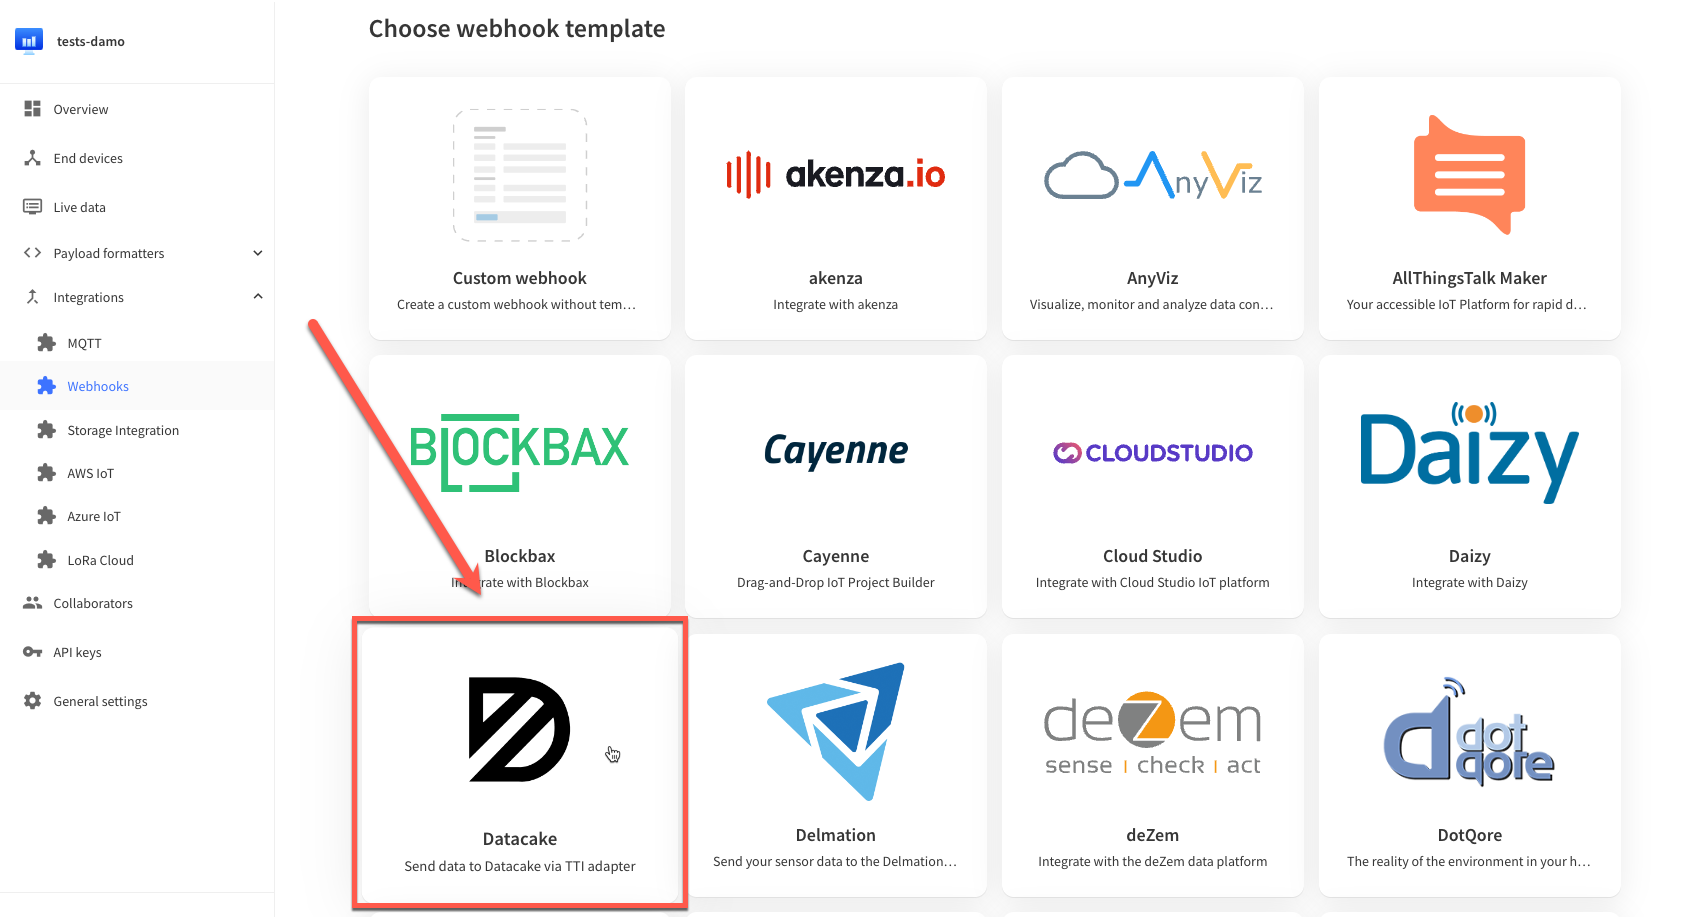 tests-damo
Overview
End devices
Live data
Payload formatters
Integrations
MQTT
Webhooks
Storage Integration
AWS IoT
Azure IoT
LoRa Cloud
Collaborators
API keys
General settings
Choose webhook template
Custom webhook
Create a custom webhook without tem…
akenza.io
akenza
Integrate with akenza
AnyViz
AnyViz
Visualize, monitor and analyze data con…
AllThingsTalk Maker
Your accessible IoT Platform for rapid d…
BLOCKBAX
Blockbax
with Blockbax
Cayenne
Cayenne
Drag-and-Drop IoT Project Builder
CLOUDSTUDIO
Cloud Studio
Integrate with Cloud Studio IoT platform
Daizy
Daizy
Integrate with Daizy
Datacake
Send data to Datacake via TTI adapter
Delmation
Send your sensor data to the Delmation…
dezem
sense | check | act
deZem
Integrate with the deZem data platform
dot
qore
DotQore
The reality of the environment in your h…